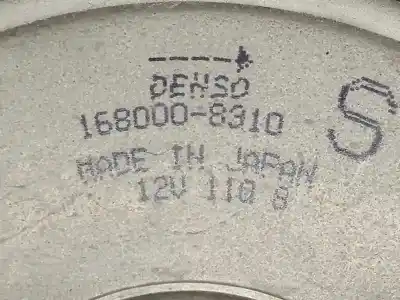 DENSO
168000-8310 S
MADE IN JAPAN
12V 110 8